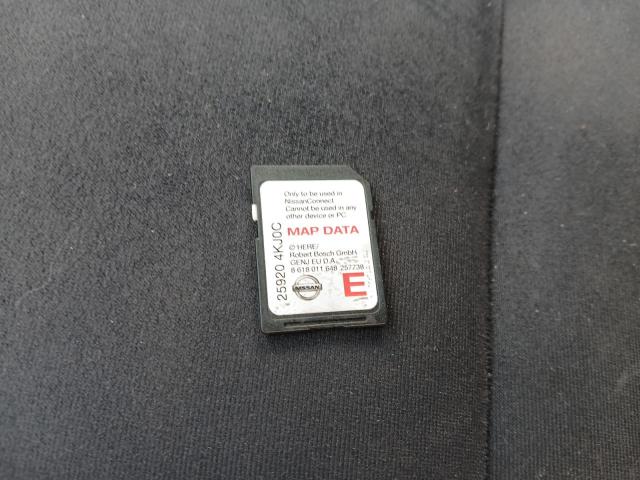 Only to be used in
NissanConnect
Cannot be used in any
other device or PC
MAP DATA
© HERE/
Robert Bosch GmbH
GENJ EU D.A.
8 618 011 648 257738
NISSAN
E
25920 4KJ0C